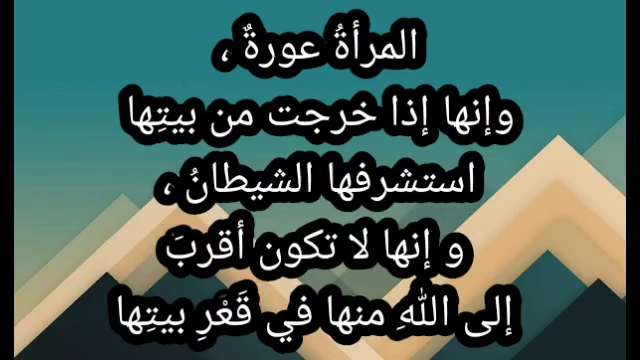 المرأةُ عورةٌ ،
وإنها إذا خرجت من بيتِها
استشرفها الشيطانُ ،
و إنها لا تكون أقربَ
إلى اللهِ منها في قَعْرِ بيتِها